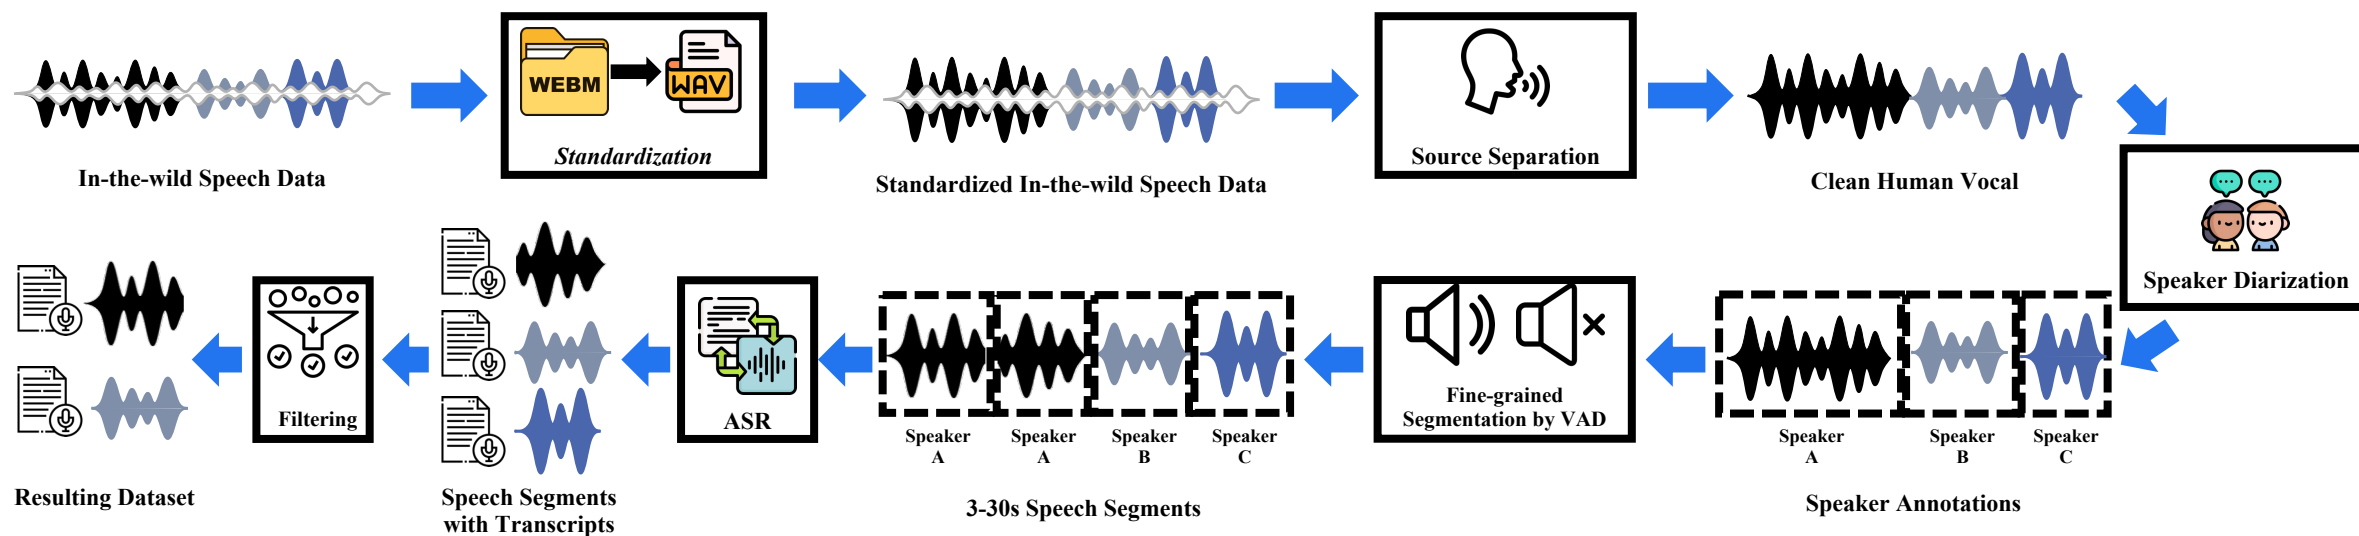 WEBM
WAV
Standardization
In-the-wild Speech Data
Standardized In-the-wild Speech Data
Source Separation
Clean Human Vocal
Speaker Diarization
Speaker
A
Speaker
B
Speaker
C
Speaker Annotations
Fine-grained
Segmentation by VAD
Speaker
A
Speaker
A
Speaker
B
Speaker
C
3-30s Speech Segments
ASR
Speech Segments
with Transcripts
Filtering
Resulting Dataset